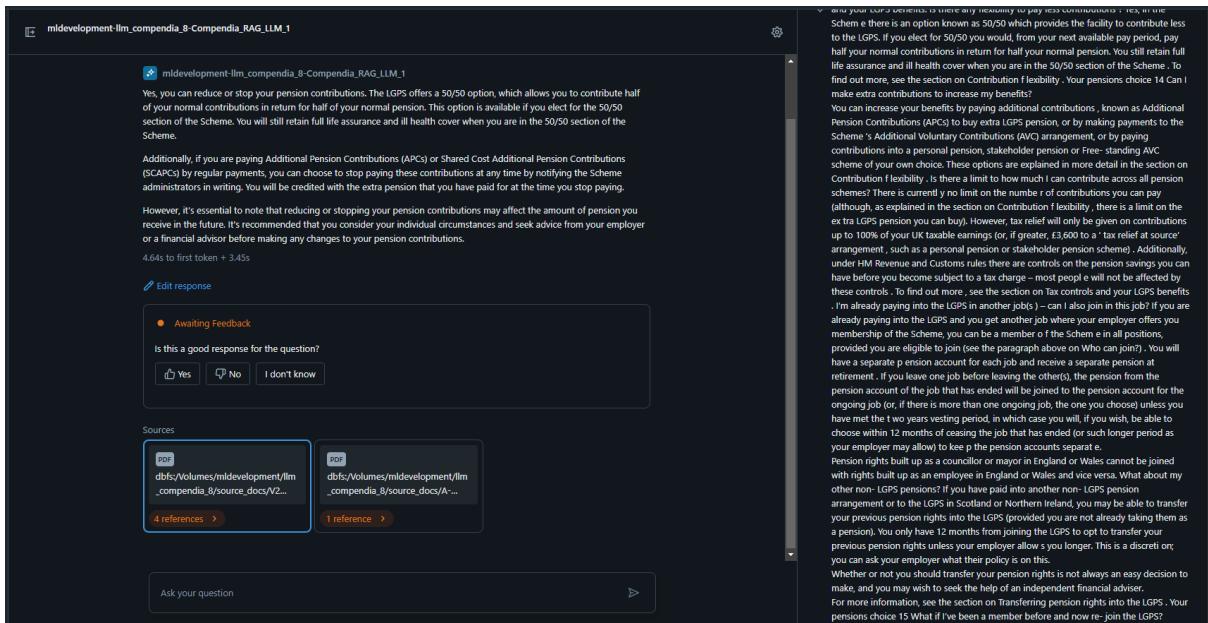 mldevelopment-llm_compendia_8-Compendia_RAG_LLM_1
mldevelopment-llm_compendia_8-Compendia_RAG_LLM_1
Yes, you can reduce or stop your pension contributions. The LGPS offers a 50/50 option, which allows you to contribute half
of your normal contributions in return for half of your normal pension. This option is available if you elect for the 50/50
section of the Scheme. You will still retain full life assurance and ill health cover when you are in the 50/50 section of the
Scheme.
Additionally, if you are paying Additional Pension Contributions (APCs) or Shared Cost Additional Pension Contributions
(SCAPCs) by regular payments, you can choose to stop paying these contributions at any time by notifying the Scheme
administrators in writing. You will be credited with the extra pension that you have paid for at the time you stop paying.
However, it's essential to note that reducing or stopping your pension contributions may affect the amount of pension you
receive in the future. It's recommended that you consider your individual circumstances and seek advice from your employer
or a financial advisor before making any changes to your pension contributions.
4.64s to first token + 3.45s
Edit response
Awaiting Feedback
Is this a good response for the question?
Yes
No
I don't know
Sources
PDF
dbfs:/Volumes/mldevelopment/llm
_compendia_8/source_docs/V2...
4 references >
PDF
dbfs:/Volumes/mldevelopment/llm
_compendia_8/source_docs/A-...
1 reference >
Ask your question
and your LGPS benefits. Is there any flexibility to pay less contributions ? Yes, in the
Schem e there is an option known as 50/50 which provides the facility to contribute less
to the LGPS. If you elect for 50/50 you would, from your next available pay period, pay
half your normal contributions in return for half your normal pension. You still retain full
life assurance and ill health cover when you are in the 50/50 section of the Scheme . To
find out more, see the section on Contribution f lexibility . Your pensions choice 14 Can I
make extra contributions to increase my benefits?
You can increase your benefits by paying additional contributions , known as Additional
Pension Contributions (APCs) to buy extra LGPS pension, or by making payments to the
Scheme 's Additional Voluntary Contributions (AVC) arrangement, or by paying
contributions into a personal pension, stakeholder pension or Free- standing AVC
scheme of your own choice. These options are explained in more detail in the section on
Contribution f lexibility . Is there a limit to how much I can contribute across all pension
schemes? There is currentl y no limit on the numbe r of contributions you can pay
(although, as explained in the section on Contribution f lexibility , there is a limit on the
ex tra LGPS pension you can buy). However, tax relief will only be given on contributions
up to 100% of your UK taxable earnings (or, if greater, £3,600 to a ' tax relief at source'
arrangement , such as a personal pension or stakeholder pension scheme) . Additionally,
under HM Revenue and Customs rules there are controls on the pension savings you can
have before you become subject to a tax charge – most peopl e will not be affected by
these controls . To find out more , see the section on Tax controls and your LGPS benefits
. I'm already paying into the LGPS in another job(s ) – can I also join in this job? If you are
already paying into the LGPS and you get another job where your employer offers you
membership of the Scheme, you can be a member o f the Schem e in all positions,
provided you are eligible to join (see the paragraph above on Who can join?) . You will
have a separate p ension account for each job and receive a separate pension at
retirement . If you leave one job before leaving the other(s), the pension from the
pension account of the job that has ended will be joined to the pension account for the
ongoing job (or, if there is more than one ongoing job, the one you choose) unless you
have met the t wo years vesting period, in which case you will, if you wish, be able to
choose within 12 months of ceasing the job that has ended (or such longer period as
your employer may allow) to kee p the pension accounts separat e.
Pension rights built up as a councillor or mayor in England or Wales cannot be joined
with rights built up as an employee in England or Wales and vice versa. What about my
other non- LGPS pensions? If you have paid into another non- LGPS pension
arrangement or to the LGPS in Scotland or Northern Ireland, you may be able to transfer
your previous pension rights into the LGPS (provided you are not already taking them as
a pension). You only have 12 months from joining the LGPS to opt to transfer your
previous pension rights unless your employer allow s you longer. This is a discreti on;
you can ask your employer what their policy is on this.
Whether or not you should transfer your pension rights is not always an easy decision to
make, and you may wish to seek the help of an independent financial adviser.
For more information, see the section on Transferring pension rights into the LGPS . Your
pensions choice 15 What if I've been a member before and now re- join the LGPS?